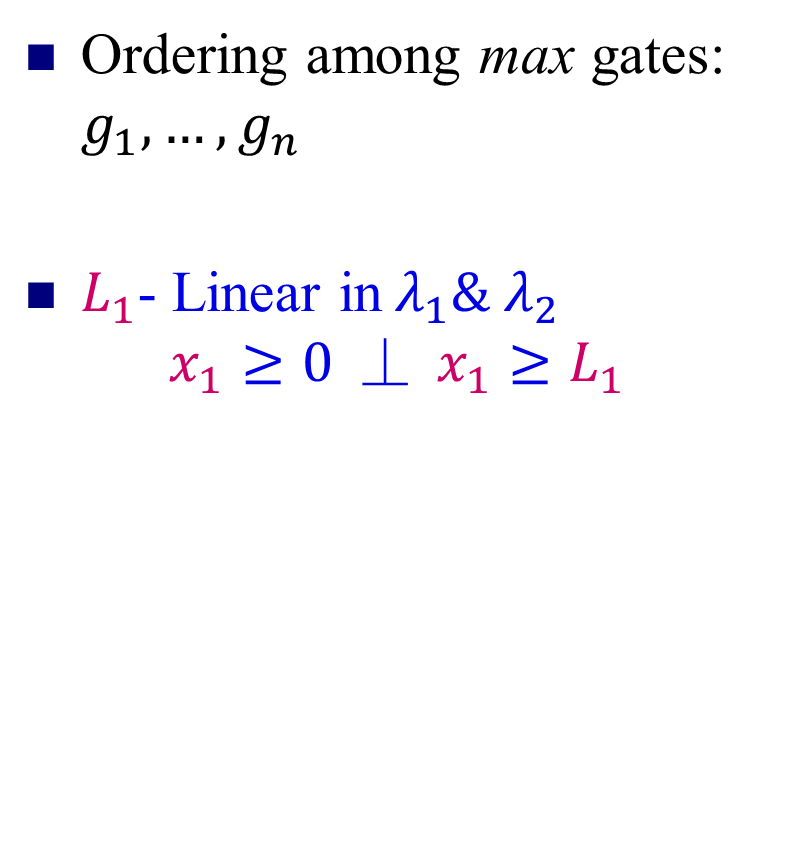 ■ Ordering among max gates:
g₁, … , gₙ
■ L₁- Linear in λ₁& λ₂
x₁ ≥ 0 ⊥ x₁ ≥ L₁